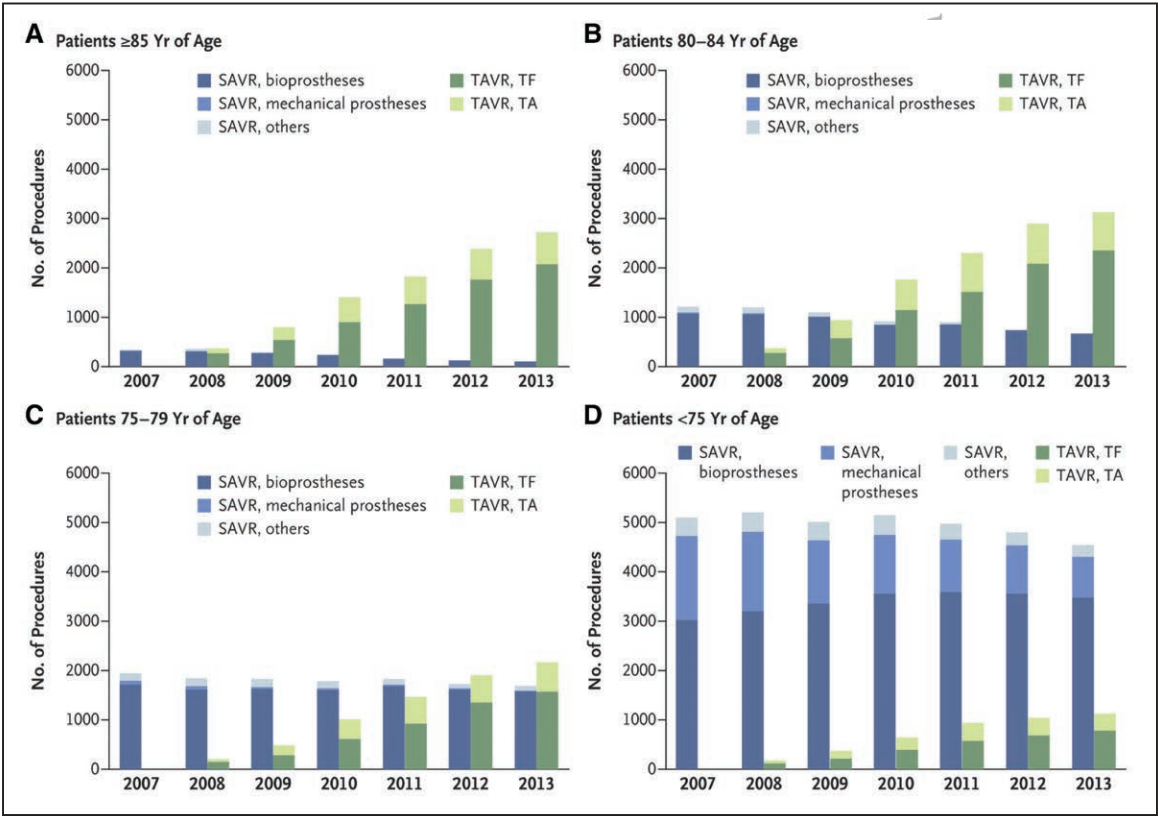 A Patients ≥85 Yr of Age
6000
5000
4000
3000
2000
1000
0
No. of Procedures
SAVR, bioprostheses
SAVR, mechanical prostheses
SAVR, others
TAVR, TF
TAVR, TA
2007 2008 2009 2010 2011 2012 2013
B Patients 80–84 Yr of Age
6000
5000
4000
3000
2000
1000
0
No. of Procedures
SAVR, bioprostheses
SAVR, mechanical prostheses
SAVR, others
TAVR, TF
TAVR, TA
2007 2008 2009 2010 2011 2012 2013
C Patients 75–79 Yr of Age
6000
5000
4000
3000
2000
1000
0
No. of Procedures
SAVR, bioprostheses
SAVR, mechanical prostheses
SAVR, others
TAVR, TF
TAVR, TA
2007 2008 2009 2010 2011 2012 2013
D Patients <75 Yr of Age
6000
5000
4000
3000
2000
1000
0
No. of Procedures
SAVR,
bioprostheses
SAVR,
mechanical
prostheses
SAVR,
others
TAVR, TF
TAVR, TA
2007 2008 2009 2010 2011 2012 2013